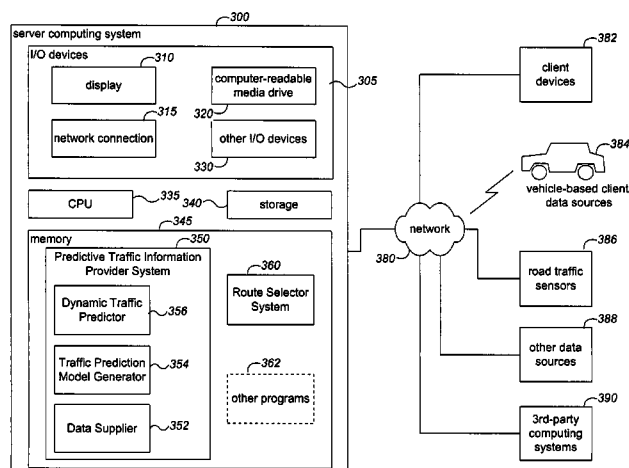 300
server computing system
I/O devices
310
display
computer-readable
media drive
305
315
320
network connection
other I/O devices
330
335
CPU
340
storage
345
memory
350
Predictive Traffic Information
Provider System
360
Route Selector
System
Dynamic Traffic
Predictor
356
Traffic Prediction
Model Generator
354
362
other programs
Data Supplier
352
network
380
382
client
devices
384
vehicle-based client
data sources
386
road traffic
sensors
388
other data
sources
390
3rd-party
computing
systems